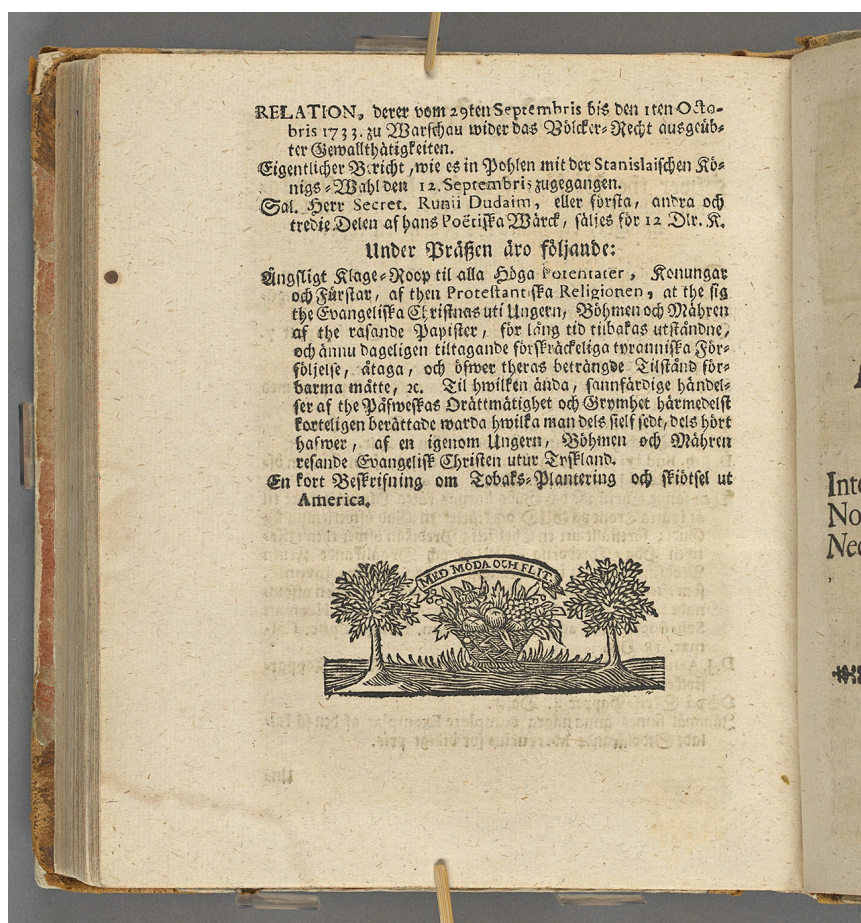 RELATION, derer vom 29ten Septembris bis den 1ten Octo-
bris 1733. zu Warschau wider das Völcker-Recht ausgeüb-
ter Gewallthätigkeiten.
Eigentlicher Bericht, wie es in Pohlen mit der Stanislaischen Kö-
nigs-Wahl den 12. Septembris zugegangen.
Sal. Herr Secret. Runii Dudaim, eller första, andra och
tredie Delen af hans Poëtiska Wärck, säljes för 12 Dlr. K.
Under Präßen äro följande:
Ängsligt Klage-Roop til alla Höga Potentater, Konungar
och Fürstar, af then Protestantiska Religionen, at the sig
the Evangeliska Christnas uti Ungern, Böhmen och Mähren
af the rasande Papister, för lång tid tilbakas utständne,
och ännu dageligen tiltagande förskräckeliga tyranniska För-
följelse, åtaga, och öfwer theras beträngde Tilstånd för-
barma måtte, ꝛc. Til hwilken ända, sannfärdige händel-
ser af the Påfweskas Orättmätighet och Grymhet härmedelst
korteligen berättade warda hwilka man dels sielf sedt, dels hört
hafwer, af en igenom Ungern, Böhmen och Mähren
resande Evangelisk Christen utur Tyskland.
En kort Beskrifning om Tobaks-Plantering och skiötsel ut
America.
MED MÖDA OCH FLIT.
Inte
No
Nec